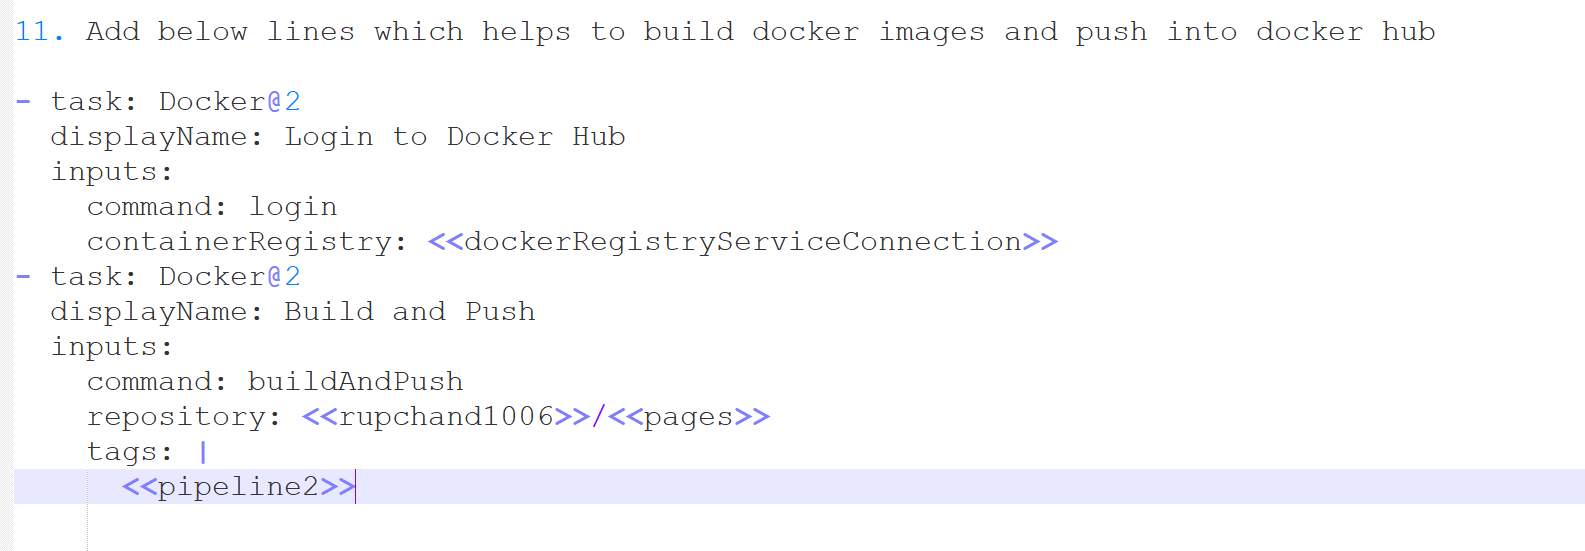 11. Add below lines which helps to build docker images and push into docker hub
- task: Docker@2
displayName: Login to Docker Hub
inputs:
command: login
containerRegistry: <<dockerRegistryServiceConnection>>
- task: Docker@2
displayName: Build and Push
inputs:
command: buildAndPush
repository: <<rupchand1006>>/<<pages>>
tags: |
<<pipeline2>>